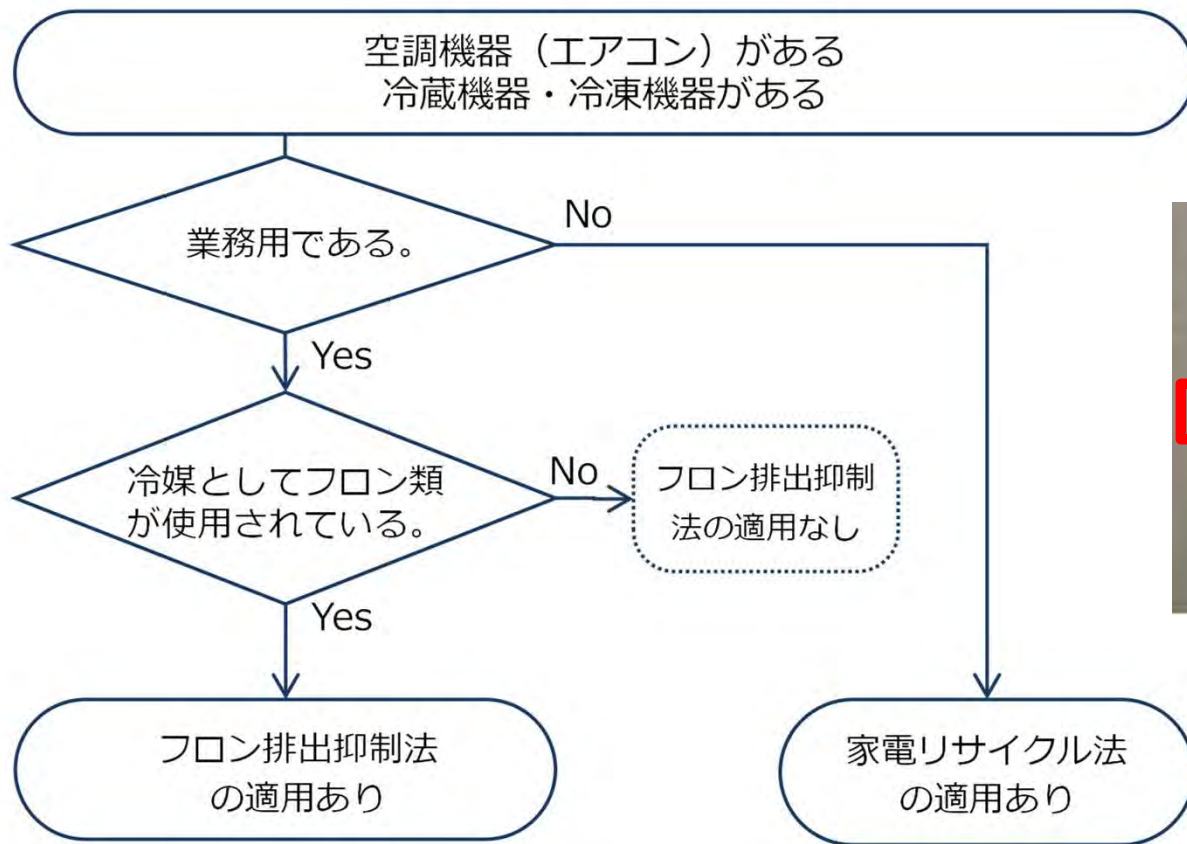 空調機器（エアコン）がある
冷蔵機器・冷凍機器がある
業務用である。
No
Yes
冷媒としてフロン類
が使用されている。
No
フロン排出抑制
法の適用なし
Yes
フロン排出抑制法
の適用あり
家電リサイクル法
の適用あり